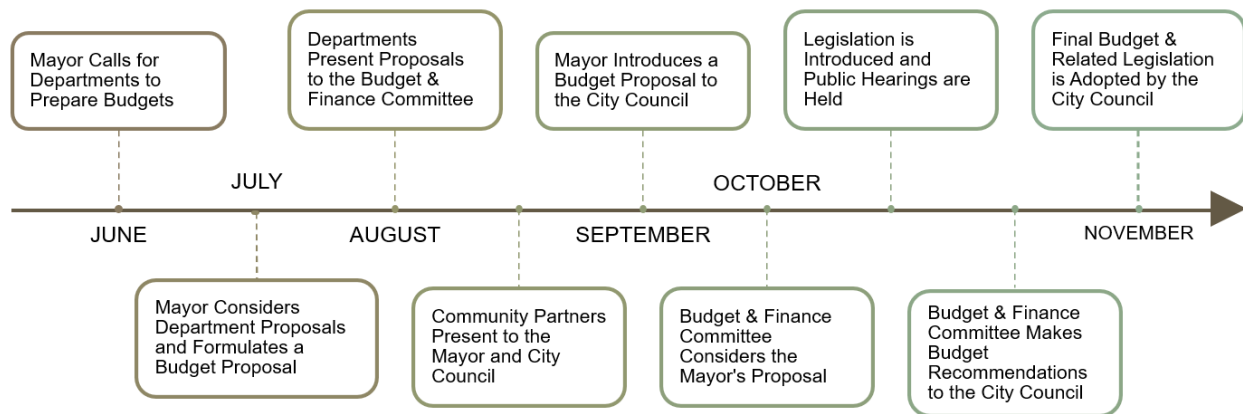 Mayor Calls for
Departments to
Prepare Budgets
Departments
Present Proposals
to the Budget &
Finance Committee
Mayor Introduces a
Budget Proposal to
the City Council
Legislation is
Introduced and
Public Hearings are
Held
Final Budget &
Related Legislation
is Adopted by the
City Council
JULY
OCTOBER
JUNE
AUGUST
SEPTEMBER
NOVEMBER
Mayor Considers
Department Proposals
and Formulates a
Budget Proposal
Community Partners
Present to the
Mayor and City
Council
Budget & Finance
Committee
Considers the
Mayor's Proposal
Budget & Finance
Committee Makes
Budget
Recommendations
to the City Council